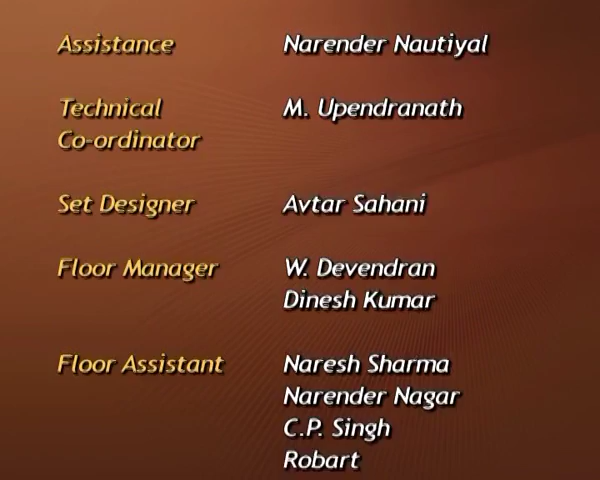 Assistance Narender Nautiyal
Technical M. Upendranath
Co-ordinator
Set Designer Avtar Sahani
Floor Manager W. Devendran
Dinesh Kumar
Floor Assistant Naresh Sharma
Narender Nagar
C.P. Singh
Robart